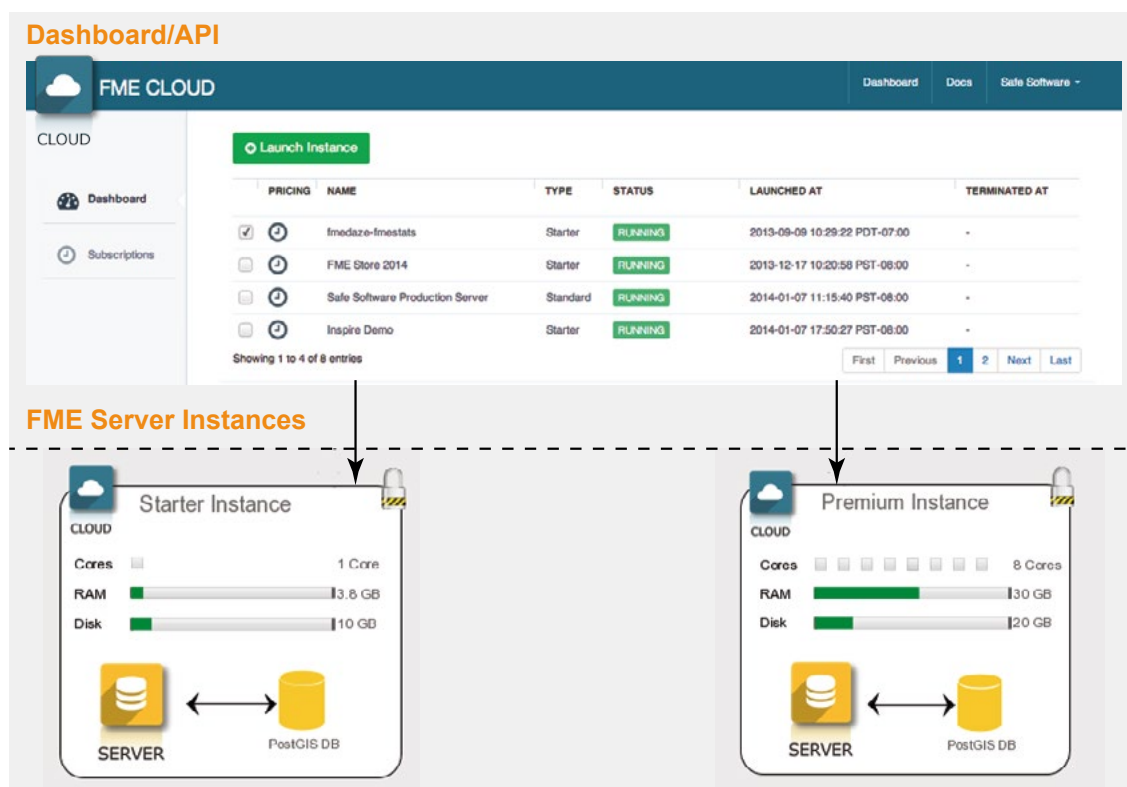 Dashboard/API
FME CLOUD
Dashboard Docs Safe Software
CLOUD
Launch Instance
PRICING NAME TYPE STATUS LAUNCHED AT TERMINATED AT
Dashboard
fmedaze-fmestats Starter RUNNING 2013-09-09 10:29:22 PDT-07:00 -
Subscriptions
FME Store 2014 Starter RUNNING 2013-12-17 10:20:58 PST-08:00 -
Safe Software Production Server Standard RUNNING 2014-01-07 11:15:40 PST-08:00 -
Inspire Demo Starter RUNNING 2014-01-07 17:50:27 PST-08:00 -
Showing 1 to 4 of 8 entries
First Previous 1 2 Next Last
FME Server Instances
Starter Instance
CLOUD
Cores 1 Core
RAM 3.8 GB
Disk 10 GB
SERVER
PostGIS DB
Premium Instance
CLOUD
Cores 8 Cores
RAM 30 GB
Disk 20 GB
SERVER
PostGIS DB